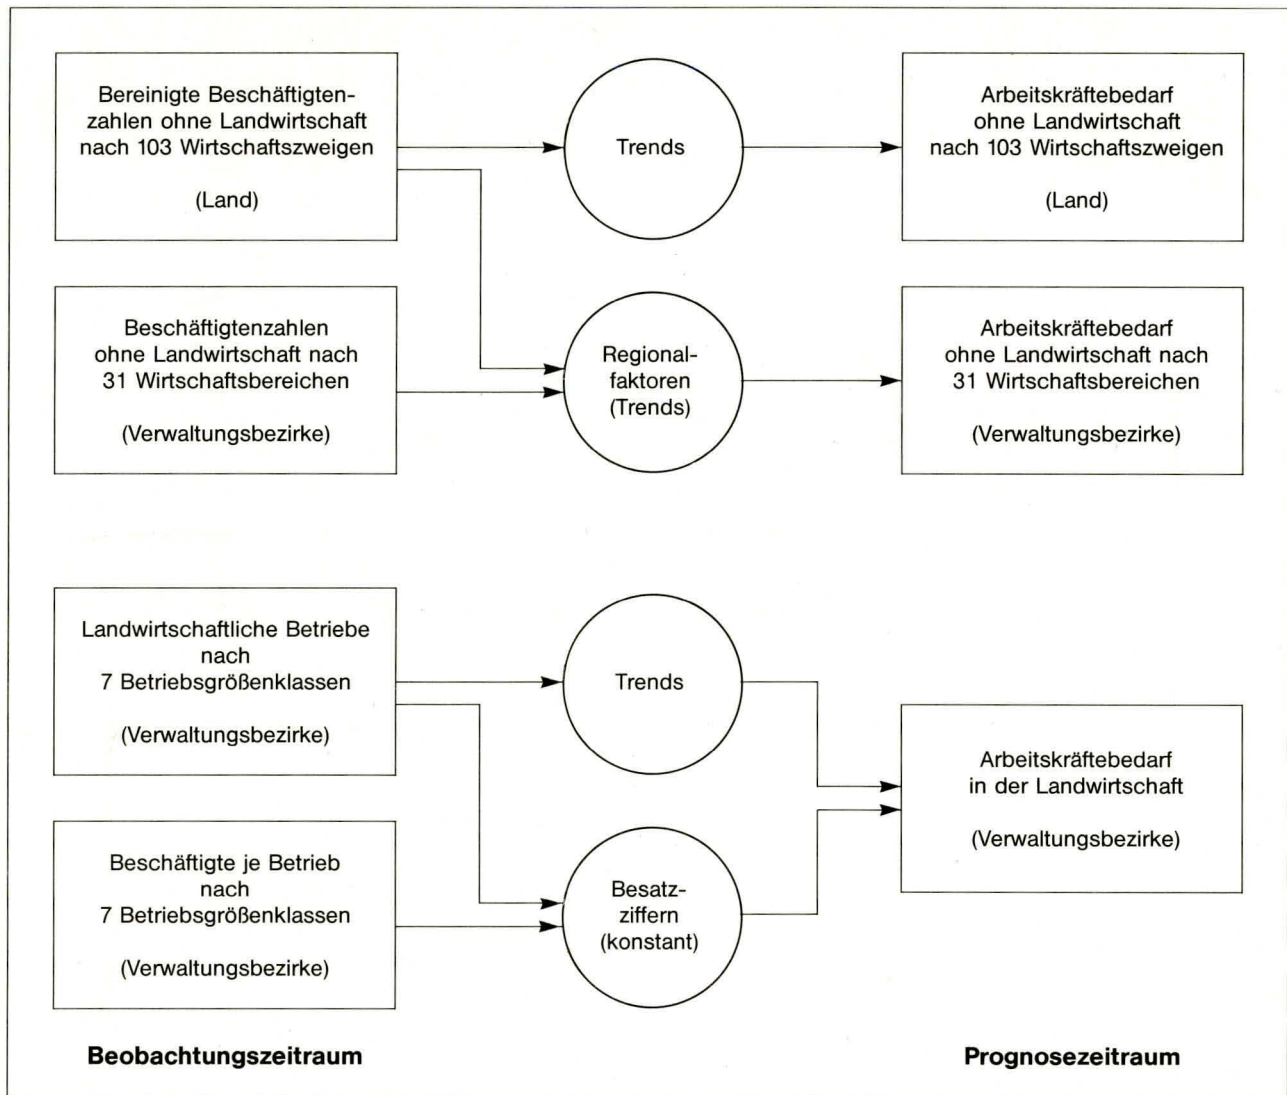 Bereinigte Beschäftigten-
zahlen ohne Landwirtschaft
nach 103 Wirtschaftszweigen
(Land)
Trends
Arbeitskräftebedarf
ohne Landwirtschaft
nach 103 Wirtschaftszweigen
(Land)
Beschäftigtenzahlen
ohne Landwirtschaft nach
31 Wirtschaftsbereichen
(Verwaltungsbezirke)
Regional-
faktoren
(Trends)
Arbeitskräftebedarf
ohne Landwirtschaft nach
31 Wirtschaftsbereichen
(Verwaltungsbezirke)
Landwirtschaftliche Betriebe
nach
7 Betriebsgrößenklassen
(Verwaltungsbezirke)
Trends
Arbeitskräftebedarf
in der Landwirtschaft
(Verwaltungsbezirke)
Beschäftigte je Betrieb
nach
7 Betriebsgrößenklassen
(Verwaltungsbezirke)
Besatz-
ziffern
(konstant)
Beobachtungszeitraum
Prognosezeitraum